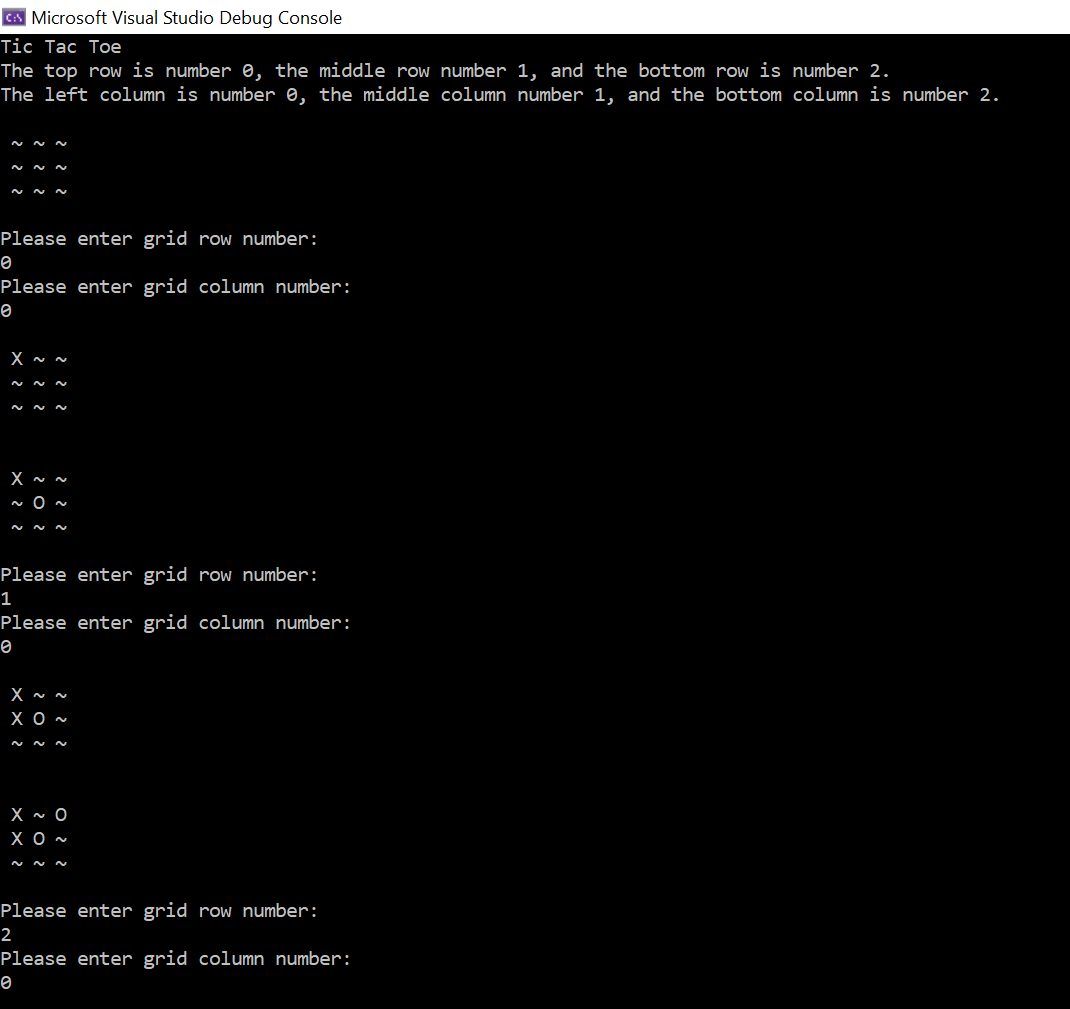 C:\ Microsoft Visual Studio Debug Console
Tic Tac Toe
The top row is number 0, the middle row number 1, and the bottom row is number 2.
The left column is number 0, the middle column number 1, and the bottom column is number 2.
~ ~ ~
~ ~ ~
~ ~ ~
Please enter grid row number:
0
Please enter grid column number:
0
X ~ ~
~ ~ ~
~ ~ ~
X ~ ~
~ O ~
~ ~ ~
Please enter grid row number:
1
Please enter grid column number:
0
X ~ ~
X O ~
~ ~ ~
X ~ O
X O ~
~ ~ ~
Please enter grid row number:
2
Please enter grid column number:
0